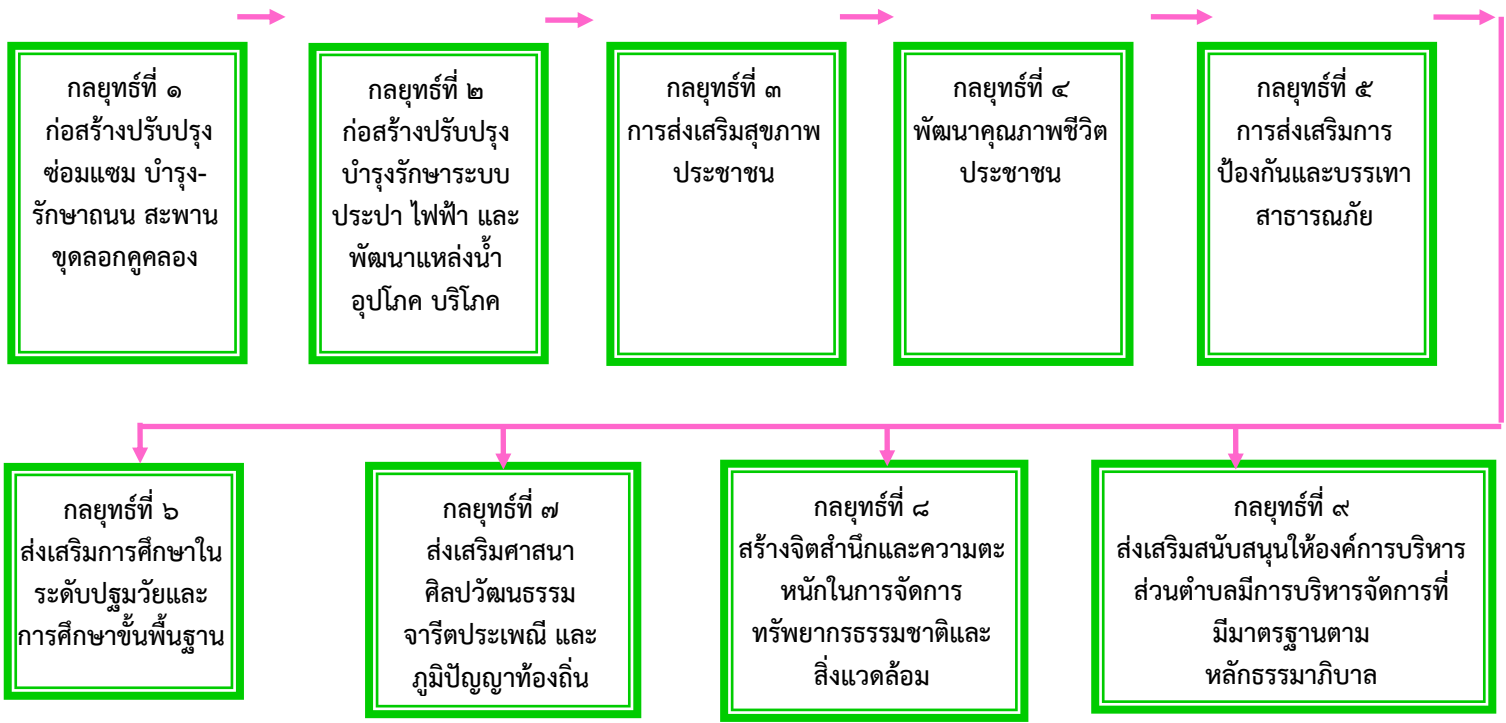 กลยุทธ์ที่ ๑
ก่อสร้างปรับปรุง
ซ่อมแซม บำรุง-
รักษาถนน สะพาน
ขุดลอกคูคลอง
กลยุทธ์ที่ ๒
ก่อสร้างปรับปรุง
บำรุงรักษาระบบ
ประปา ไฟฟ้า และ
พัฒนาแหล่งน้ำ
อุปโภค บริโภค
กลยุทธ์ที่ ๓
การส่งเสริมสุขภาพ
ประชาชน
กลยุทธ์ที่ ๔
พัฒนาคุณภาพชีวิต
ประชาชน
กลยุทธ์ที่ ๕
การส่งเสริมการ
ป้องกันและบรรเทา
สาธารณภัย
กลยุทธ์ที่ ๖
ส่งเสริมการศึกษาใน
ระดับปฐมวัยและ
การศึกษาขั้นพื้นฐาน
กลยุทธ์ที่ ๗
ส่งเสริมศาสนา
ศิลปวัฒนธรรม
จารีตประเพณี และ
ภูมิปัญญาท้องถิ่น
กลยุทธ์ที่ ๘
สร้างจิตสำนึกและความตะ
หนักในการจัดการ
ทรัพยากรธรรมชาติและ
สิ่งแวดล้อม
กลยุทธ์ที่ ๙
ส่งเสริมสนับสนุนให้องค์การบริหาร
ส่วนตำบลมีการบริหารจัดการที่
มีมาตรฐานตาม
หลักธรรมาภิบาล